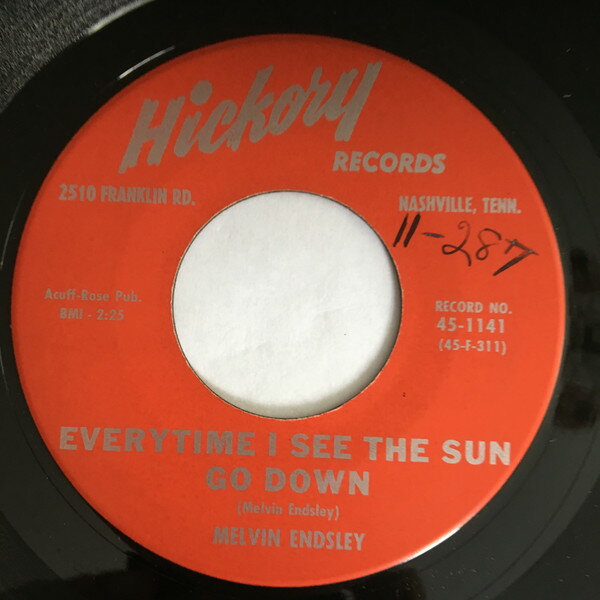 Hickory
RECORDS
2510 FRANKLIN RD.
NASHVILLE, TENN.
11-287
Acuff-Rose Pub.
BMI - 2:25
RECORD NO.
45-1141
(45-F-311)
EVERYTIME I SEE THE SUN
GO DOWN
(Melvin Endsley)
MELVIN ENDSLEY